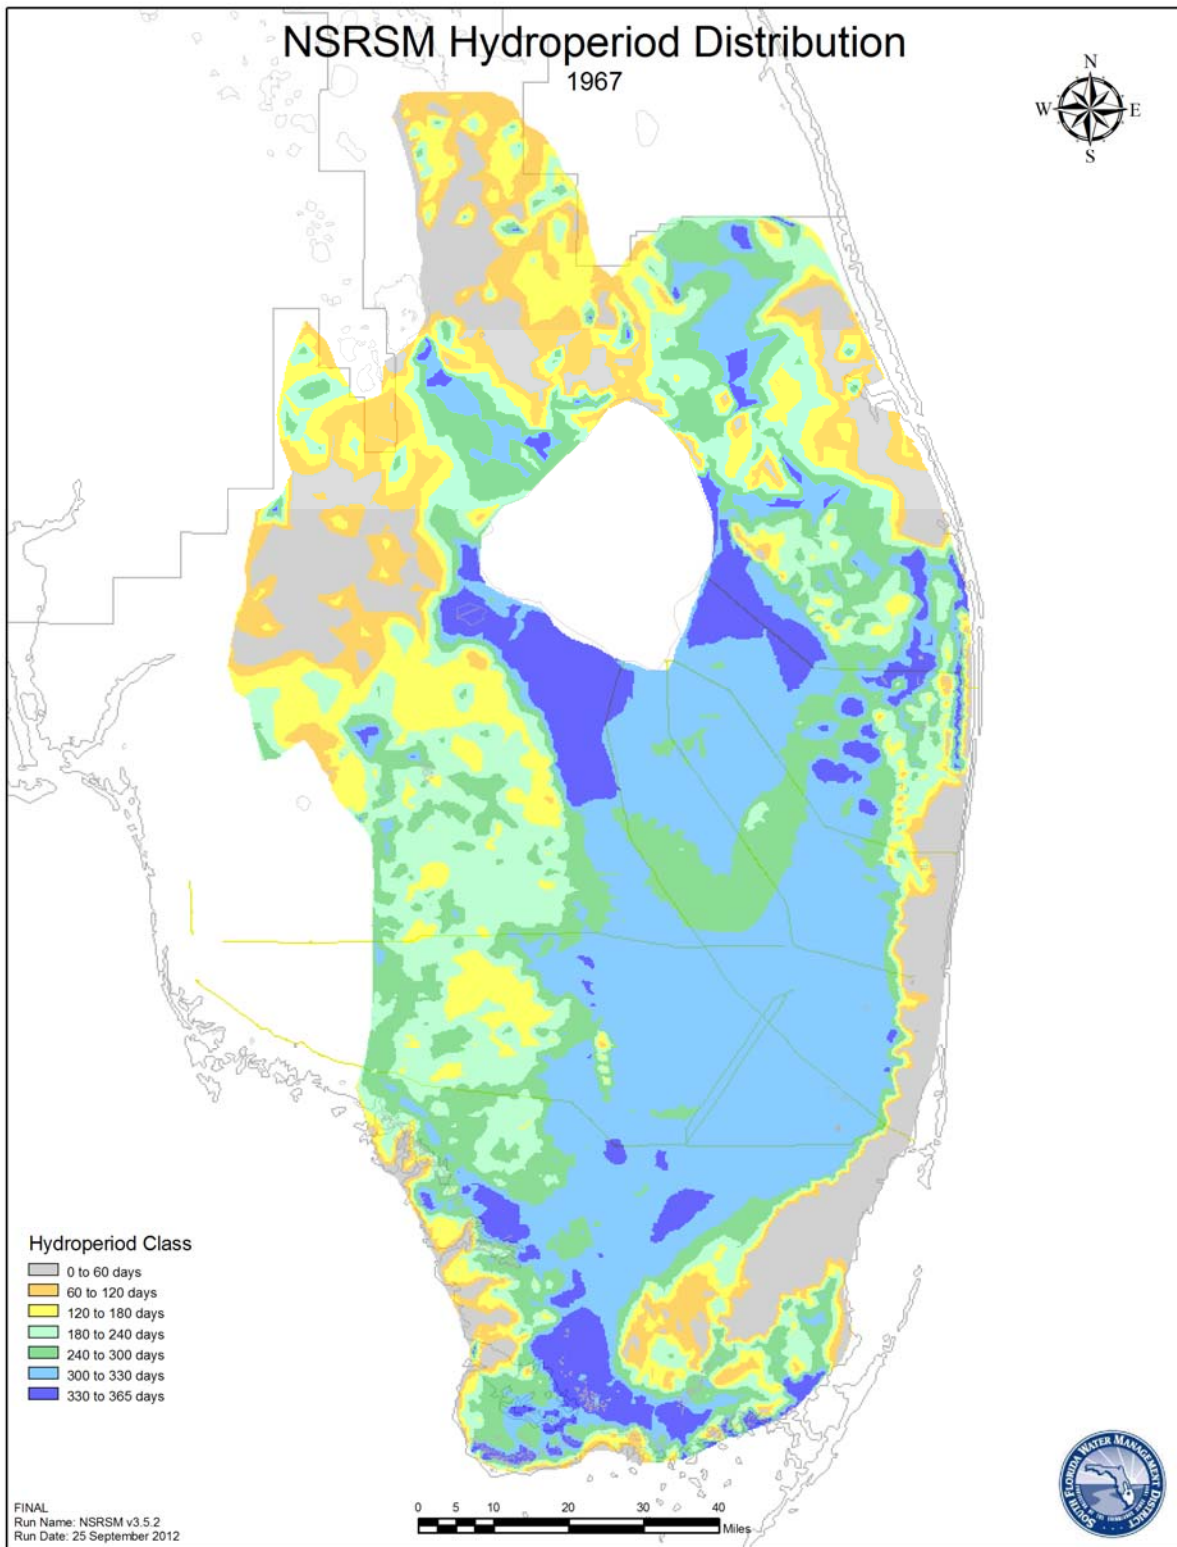 NSRSM Hydroperiod Distribution
1967
N
W E
S
Hydroperiod Class
0 to 60 days
60 to 120 days
120 to 180 days
180 to 240 days
240 to 300 days
300 to 330 days
330 to 365 days
FINAL
Run Name: NSRSM v3.5.2
Run Date: 25 September 2012
0 5 10 20 30 40
Miles
SOUTH FLORIDA WATER MANAGEMENT DISTRICT